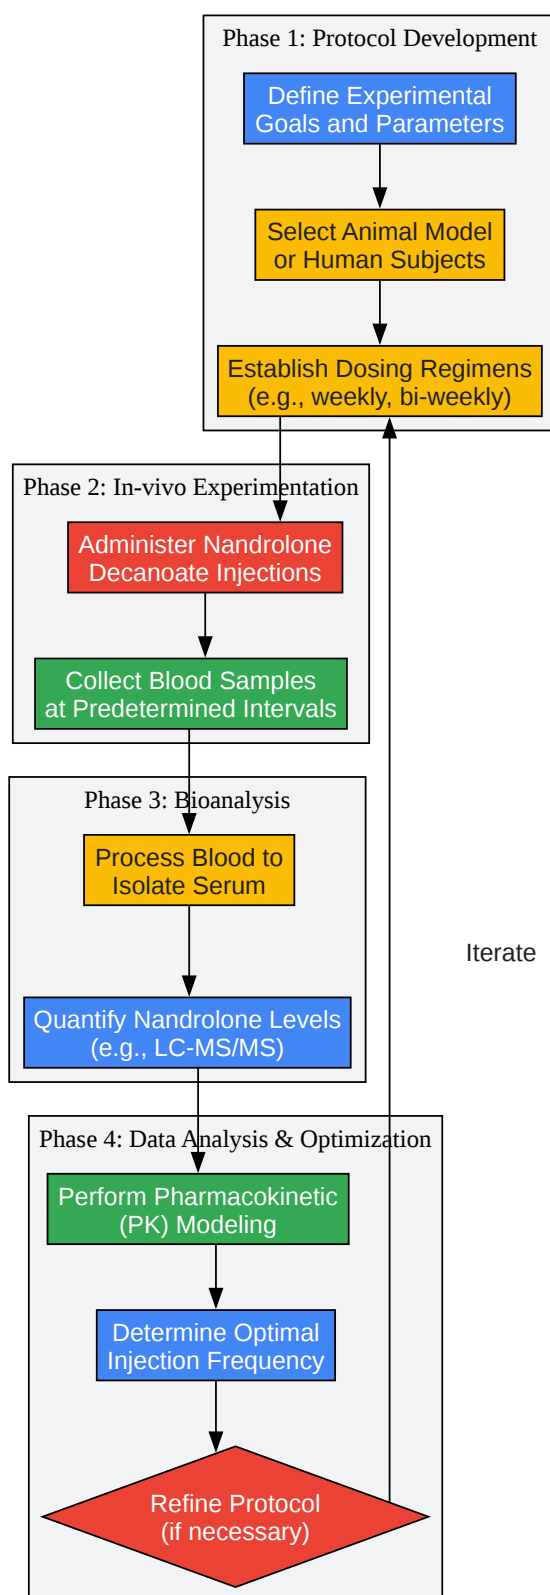 Phase 1: Protocol Development
Define Experimental
Goals and Parameters
Select Animal Model
or Human Subjects
Establish Dosing Regimens
(e.g., weekly, bi-weekly)
Phase 2: In-vivo Experimentation
Administer Nandrolone
Decanoate Injections
Collect Blood Samples
at Predetermined Intervals
Phase 3: Bioanalysis
Process Blood to
Isolate Serum
Iterate
Quantify Nandrolone Levels
(e.g., LC-MS/MS)
Phase 4: Data Analysis & Optimization
Perform Pharmacokinetic
(PK) Modeling
Determine Optimal
Injection Frequency
Refine Protocol
(if necessary)